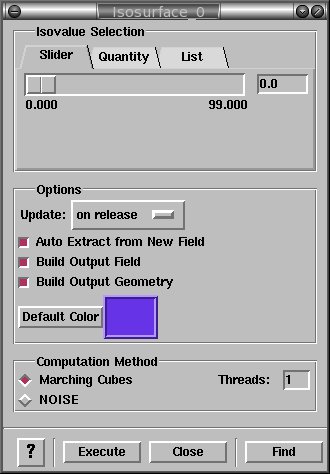 Isosurface_0
Isovalue Selection
Slider Quantity List
0.0
0.000 99.000
Options
Update: on release
Auto Extract from New Field
Build Output Field
Build Output Geometry
Default Color
Computation Method
Marching Cubes Threads: 1
NOISE
? Execute Close Find